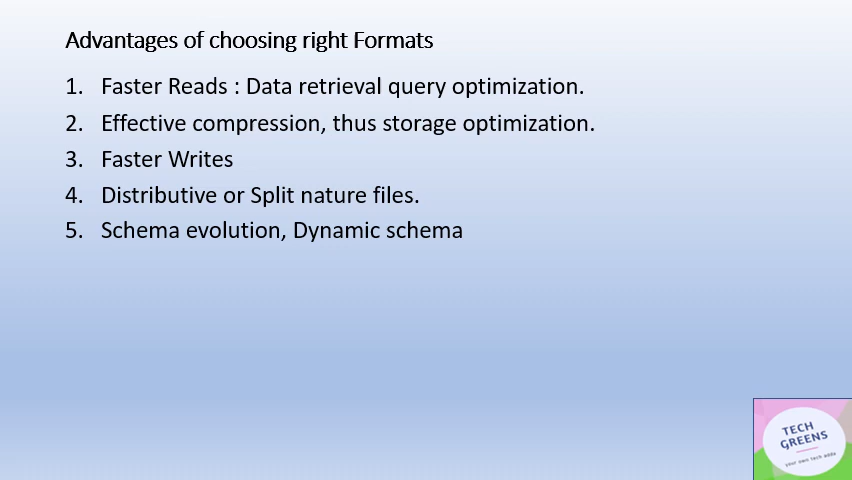 Advantages of choosing right Formats
1. Faster Reads : Data retrieval query optimization.
2. Effective compression, thus storage optimization.
3. Faster Writes
4. Distributive or Split nature files.
5. Schema evolution, Dynamic schema
TECH
GREENS
your own tech adda